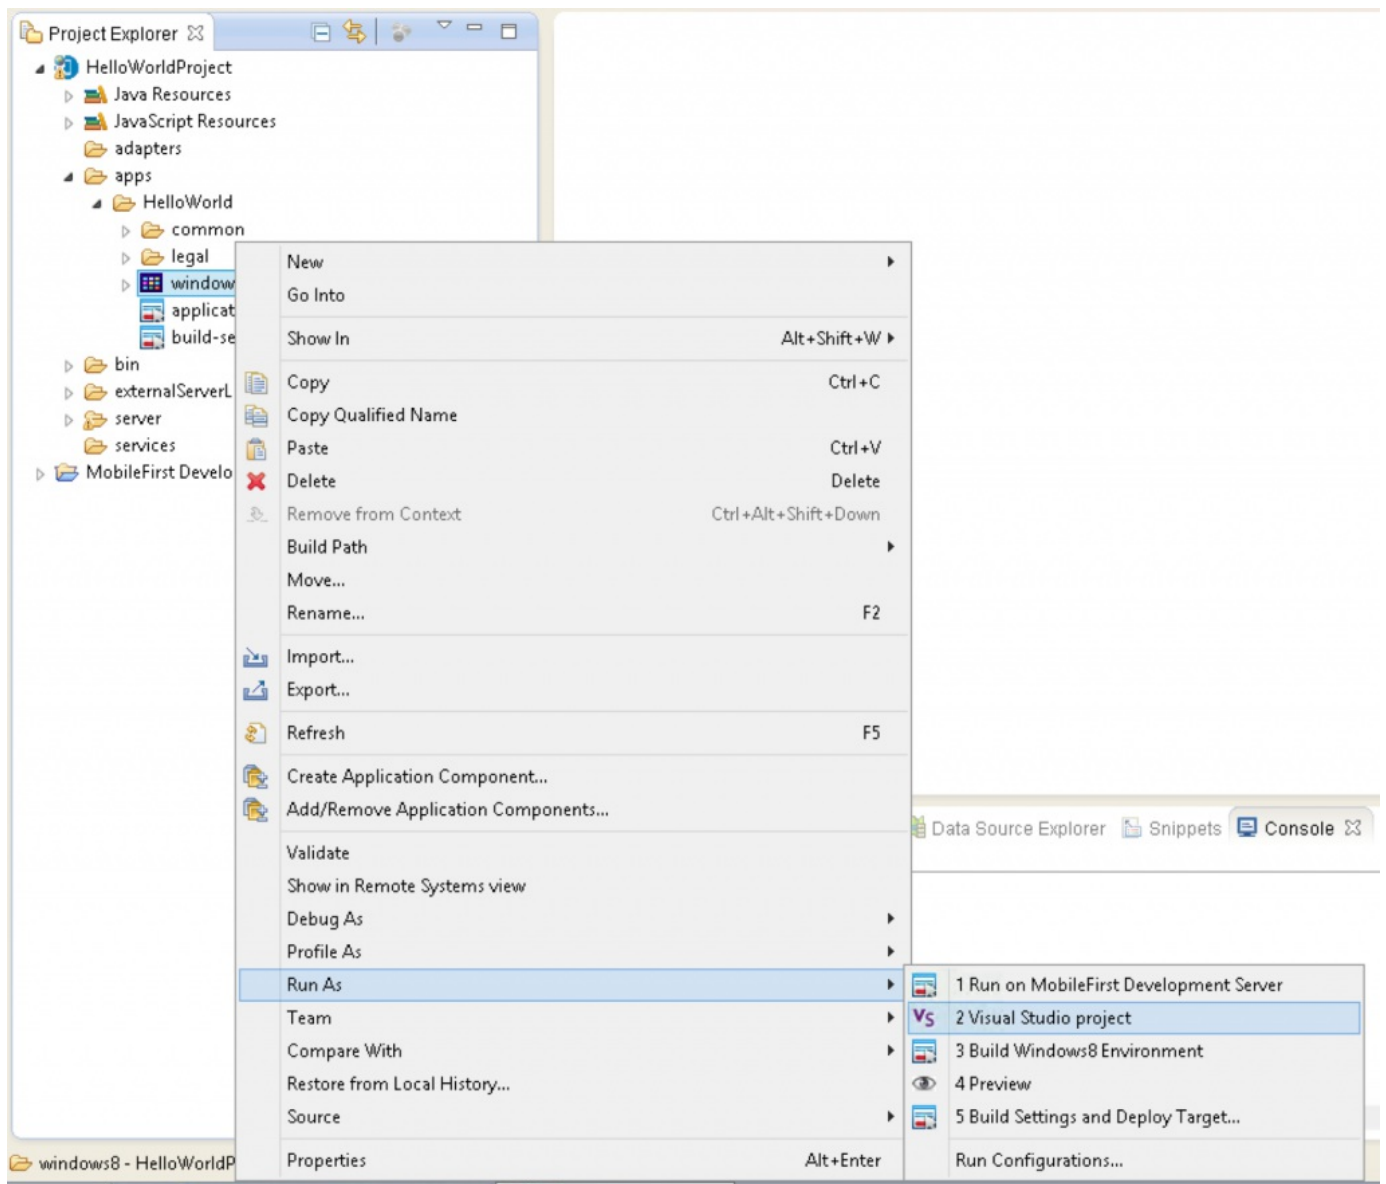 Project Explorer
HelloWorldProject
Java Resources
JavaScript Resources
adapters
apps
HelloWorld
common
legal
window
applicat
build-se
bin
externalServerL
server
services
MobileFirst Develo
New
Go Into
Show In Alt+Shift+W
Copy Ctrl+C
Copy Qualified Name
Paste Ctrl+V
Delete Delete
Remove from Context Ctrl+Alt+Shift+Down
Build Path
Move...
Rename... F2
Import...
Export...
Refresh F5
Create Application Component...
Add/Remove Application Components...
Validate
Show in Remote Systems view
Debug As
Profile As
Run As
Team
Compare With
Restore from Local History...
Source
Properties Alt+Enter
Data Source Explorer Snippets Console
1 Run on MobileFirst Development Server
VS 2 Visual Studio project
3 Build Windows8 Environment
4 Preview
5 Build Settings and Deploy Target...
Run Configurations...
windows8 - HelloWorldP